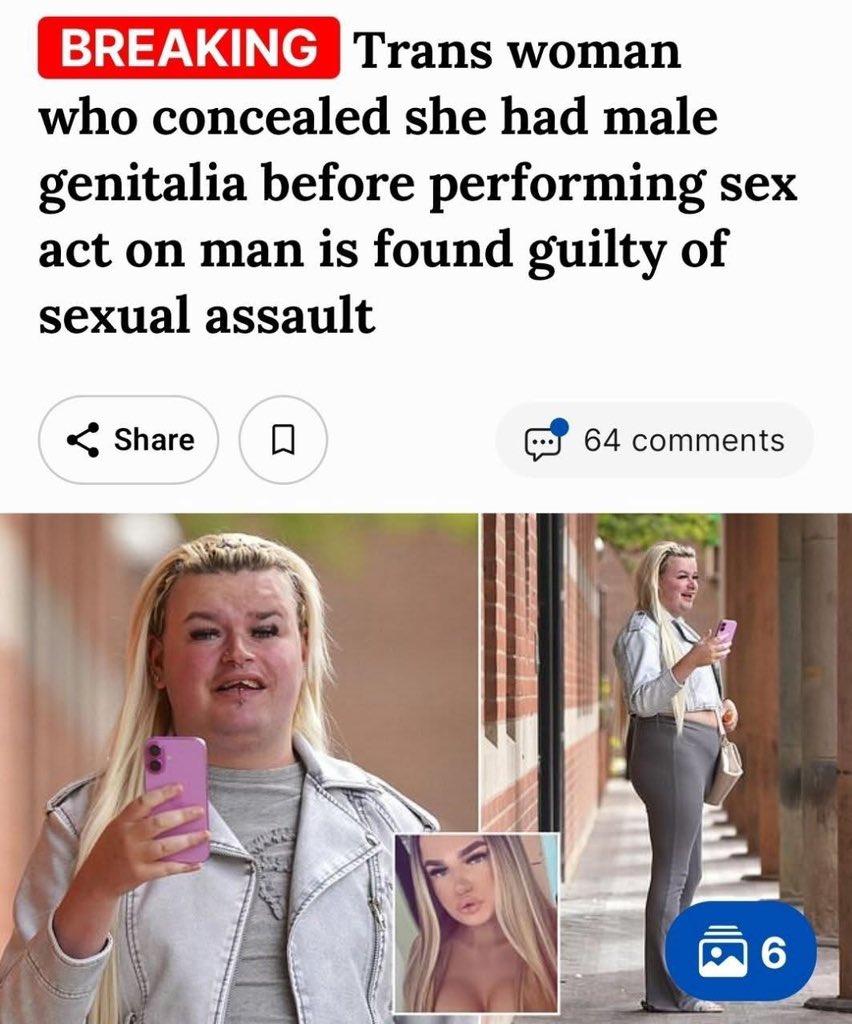 BREAKING Trans woman
who concealed she had male
genitalia before performing sex
act on man is found guilty of
sexual assault
Share
64 comments
6